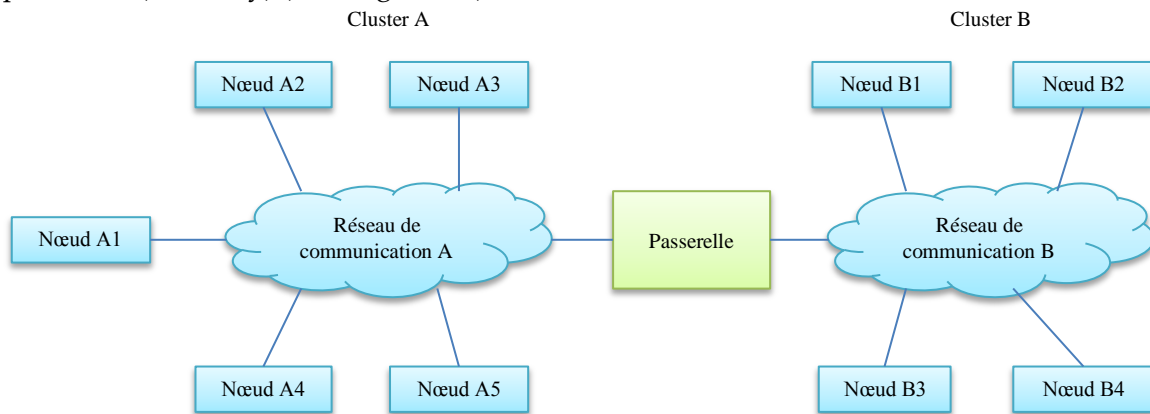 Cluster A
Cluster B
Nœud A2
Nœud A3
Nœud B1
Nœud B2
Nœud A1
Réseau de
communication A
Passerelle
Réseau de
communication B
Nœud A4
Nœud A5
Nœud B3
Nœud B4